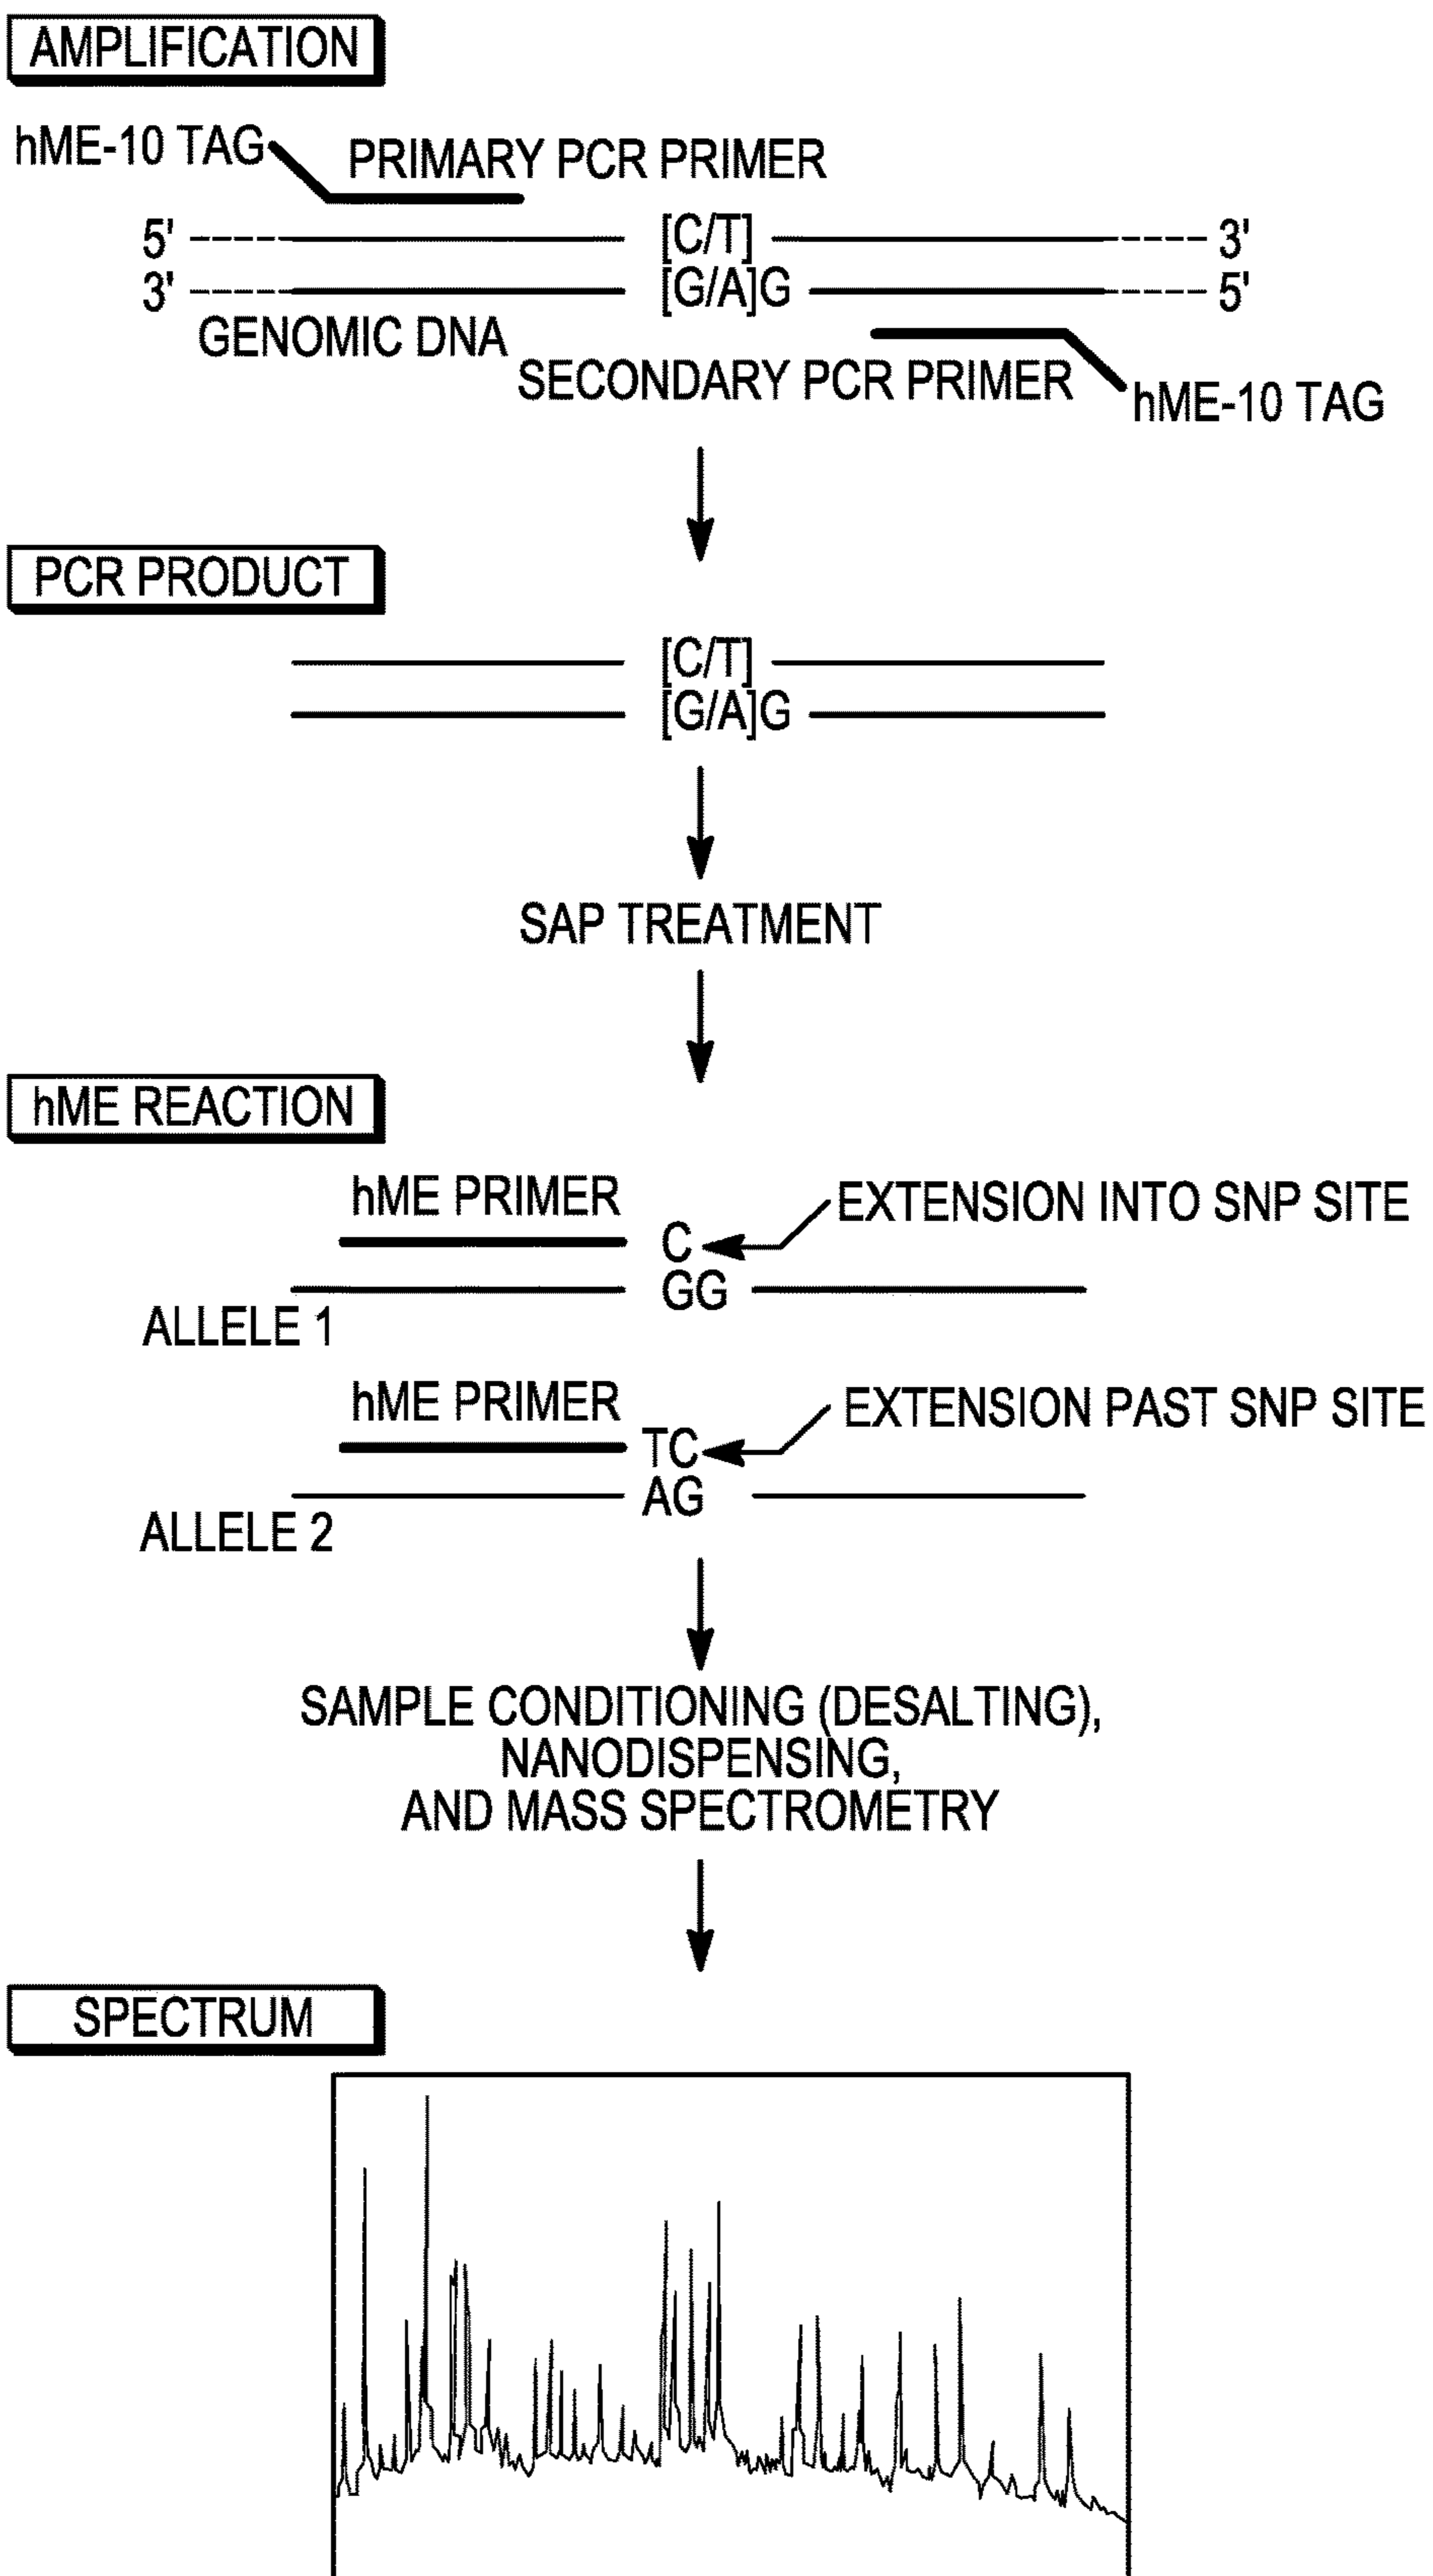 AMPLIFICATION
hME-10 TAG
PRIMARY PCR PRIMER
5' [C/T] 3'
3' [G/A]G 5'
GENOMIC DNA
SECONDARY PCR PRIMER
hME-10 TAG
PCR PRODUCT
[C/T]
[G/A]G
SAP TREATMENT
hME REACTION
hME PRIMER
EXTENSION INTO SNP SITE
C
GG
ALLELE 1
hME PRIMER
EXTENSION PAST SNP SITE
TC
AG
ALLELE 2
SAMPLE CONDITIONING (DESALTING),
NANODISPENSING,
AND MASS SPECTROMETRY
SPECTRUM